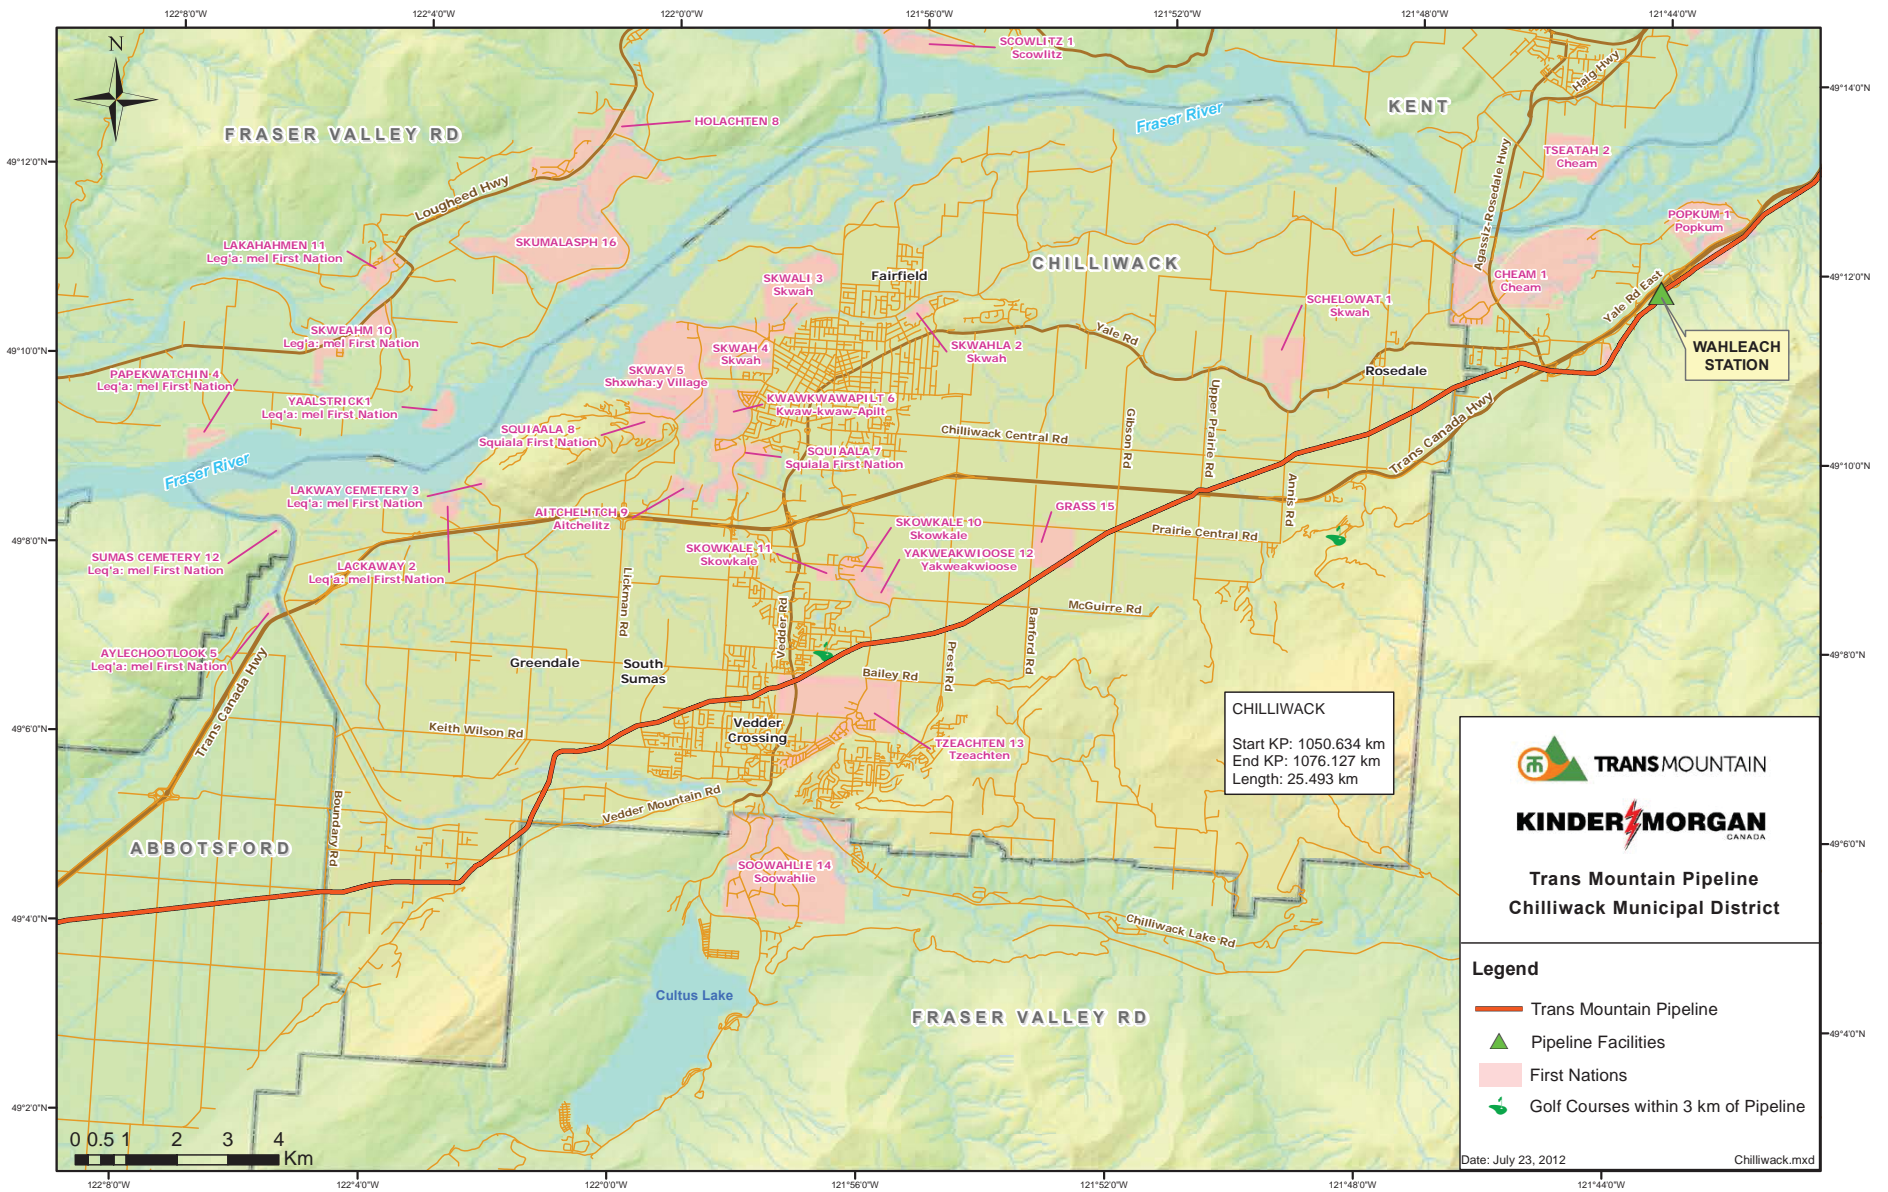 122°8'0"W
122°4'0"W
122°0'0"W
121°56'0"W
121°52'0"W
121°48'0"W
121°44'0"W
N
SCOWLITZ 1
Scowlitz
Haig Hwy
49°14'0"N
KENT
Fraser River
HOLACHTEN 8
FRASER VALLEY RD
49°12'0"N
TSEATAH 2
Cheam
Agassiz-Rosedale Hwy
Lougheed Hwy
POPKUM 1
Popkum
SKUMALASPH 16
LAKAHAHMEN 11
Leq'a: mel First Nation
CHILLIWACK
Fairfield
SKWALI 3
Skwah
CHEAM 1
Cheam
49°12'0"N
Yale Rd East
SCHELOWAT 1
Skwah
SKWEAHM 10
Leq'a: mel First Nation
Yale Rd
SKWAHLA 2
Skwah
SKWAH 4
Skwah
49°10'0"N
WAHLEACH
STATION
SKWAY 5
Shxwha:y Village
PAPEKWATCHIN 4
Leq'a: mel First Nation
Rosedale
YAALSTRICK1
Leq'a: mel First Nation
KWAWKWAWAPILT 6
Kwaw-kwaw-Apilt
Upper Prairie Rd
Gibson Rd
SQUIAALA 8
Squiala First Nation
Chilliwack Central Rd
Trans Canada Hwy
SQUIAALA 7
Squiala First Nation
49°10'0"N
Fraser River
LAKWAY CEMETERY 3
Leq'a: mel First Nation
Annis Rd
AITCHELITCH 9
Aitchelitz
GRASS 15
SKOWKALE 10
Skowkale
Prairie Central Rd
49°8'0"N
SKOWKALE 11
Skowkale
YAKWEAKWIOOSE 12
Yakweakwioose
SUMAS CEMETERY 12
Leq'a: mel First Nation
LACKAWAY 2
Leq'a: mel First Nation
Lickman Rd
Vedder Rd
McGuirre Rd
Banford Rd
AYLECHOOTLOOK 5
Leq'a: mel First Nation
Greendale
South
Sumas
Prest Rd
Bailey Rd
49°8'0"N
Trans Canada Hwy
49°6'0"N
Keith Wilson Rd
Vedder
Crossing
TZEACHTEN 13
Tzeachten
CHILLIWACK
Start KP: 1050.634 km
End KP: 1076.127 km
Length: 25.493 km
TRANSMOUNTAIN
Vedder Mountain Rd
Boundary Rd
KINDER MORGAN
CANADA
49°6'0"N
ABBOTSFORD
SOOWAHLIE 14
Soowahlie
Trans Mountain Pipeline
Chilliwack Municipal District
49°4'0"N
Chilliwack Lake Rd
Legend
Cultus Lake
FRASER VALLEY RD
Trans Mountain Pipeline
49°4'0"N
Pipeline Facilities
First Nations
Golf Courses within 3 km of Pipeline
49°2'0"N
0 0.5 1 2 3 4
Km
Date: July 23, 2012
Chilliwack.mxd
122°8'0"W
122°4'0"W
122°0'0"W
121°56'0"W
121°52'0"W
121°48'0"W
121°44'0"W